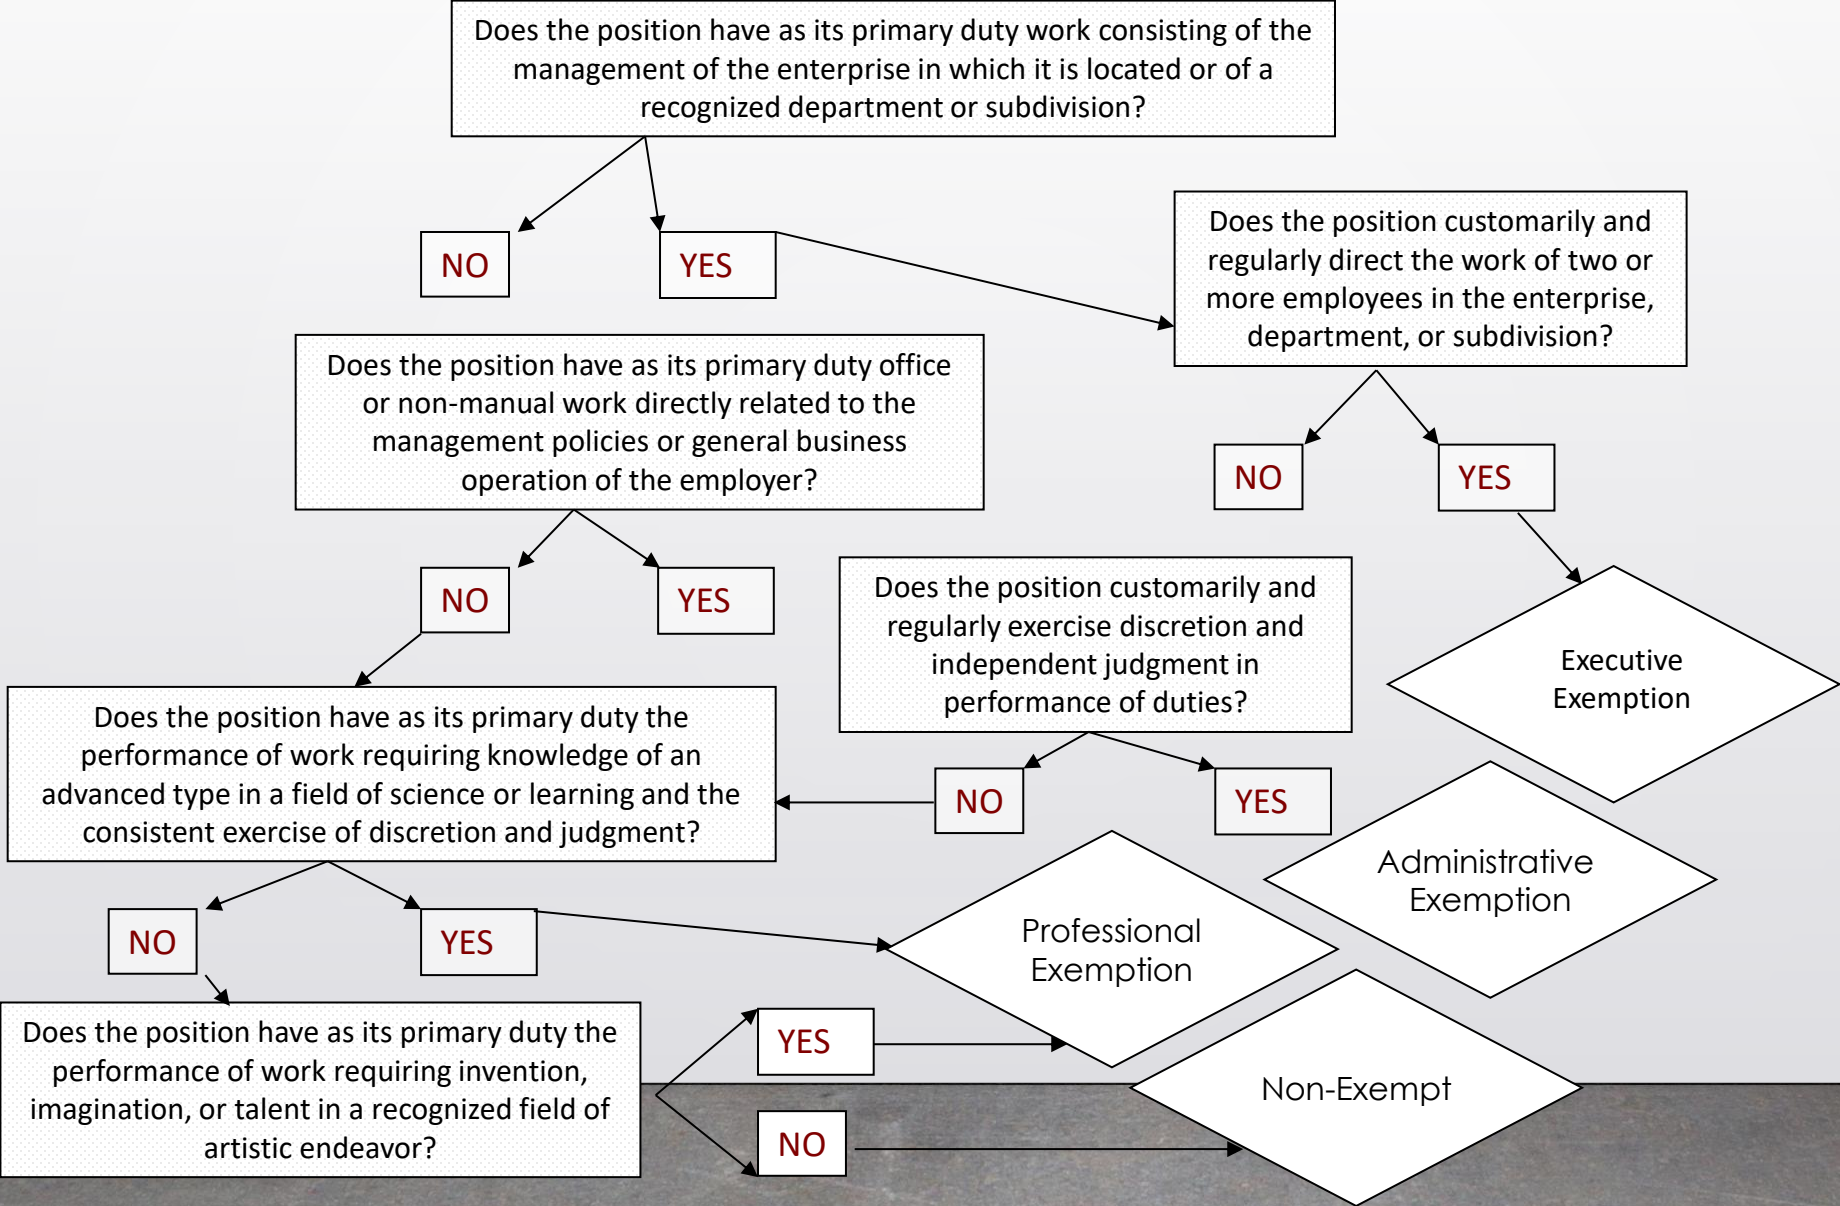 Does the position have as its primary duty work consisting of the
management of the enterprise in which it is located or of a
recognized department or subdivision?
NO
YES
Does the position customarily and
regularly direct the work of two or
more employees in the enterprise,
department, or subdivision?
NO
YES
Does the position have as its primary duty office
or non-manual work directly related to the
management policies or general business
operation of the employer?
NO
YES
Does the position customarily and
regularly exercise discretion and
independent judgment in
performance of duties?
NO
YES
Executive
Exemption
Administrative
Exemption
Does the position have as its primary duty the
performance of work requiring knowledge of an
advanced type in a field of science or learning and the
consistent exercise of discretion and judgment?
NO
YES
Professional
Exemption
Does the position have as its primary duty the
performance of work requiring invention,
imagination, or talent in a recognized field of
artistic endeavor?
YES
NO
Non-Exempt